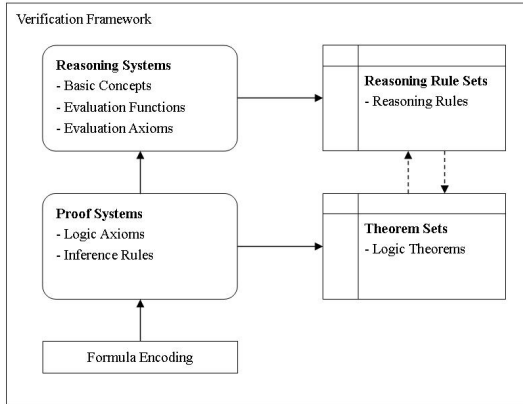 Verification Framework
Reasoning Systems
- Basic Concepts
- Evaluation Functions
- Evaluation Axioms
Reasoning Rule Sets
- Reasoning Rules
Proof Systems
- Logic Axioms
- Inference Rules
Theorem Sets
- Logic Theorems
Formula Encoding